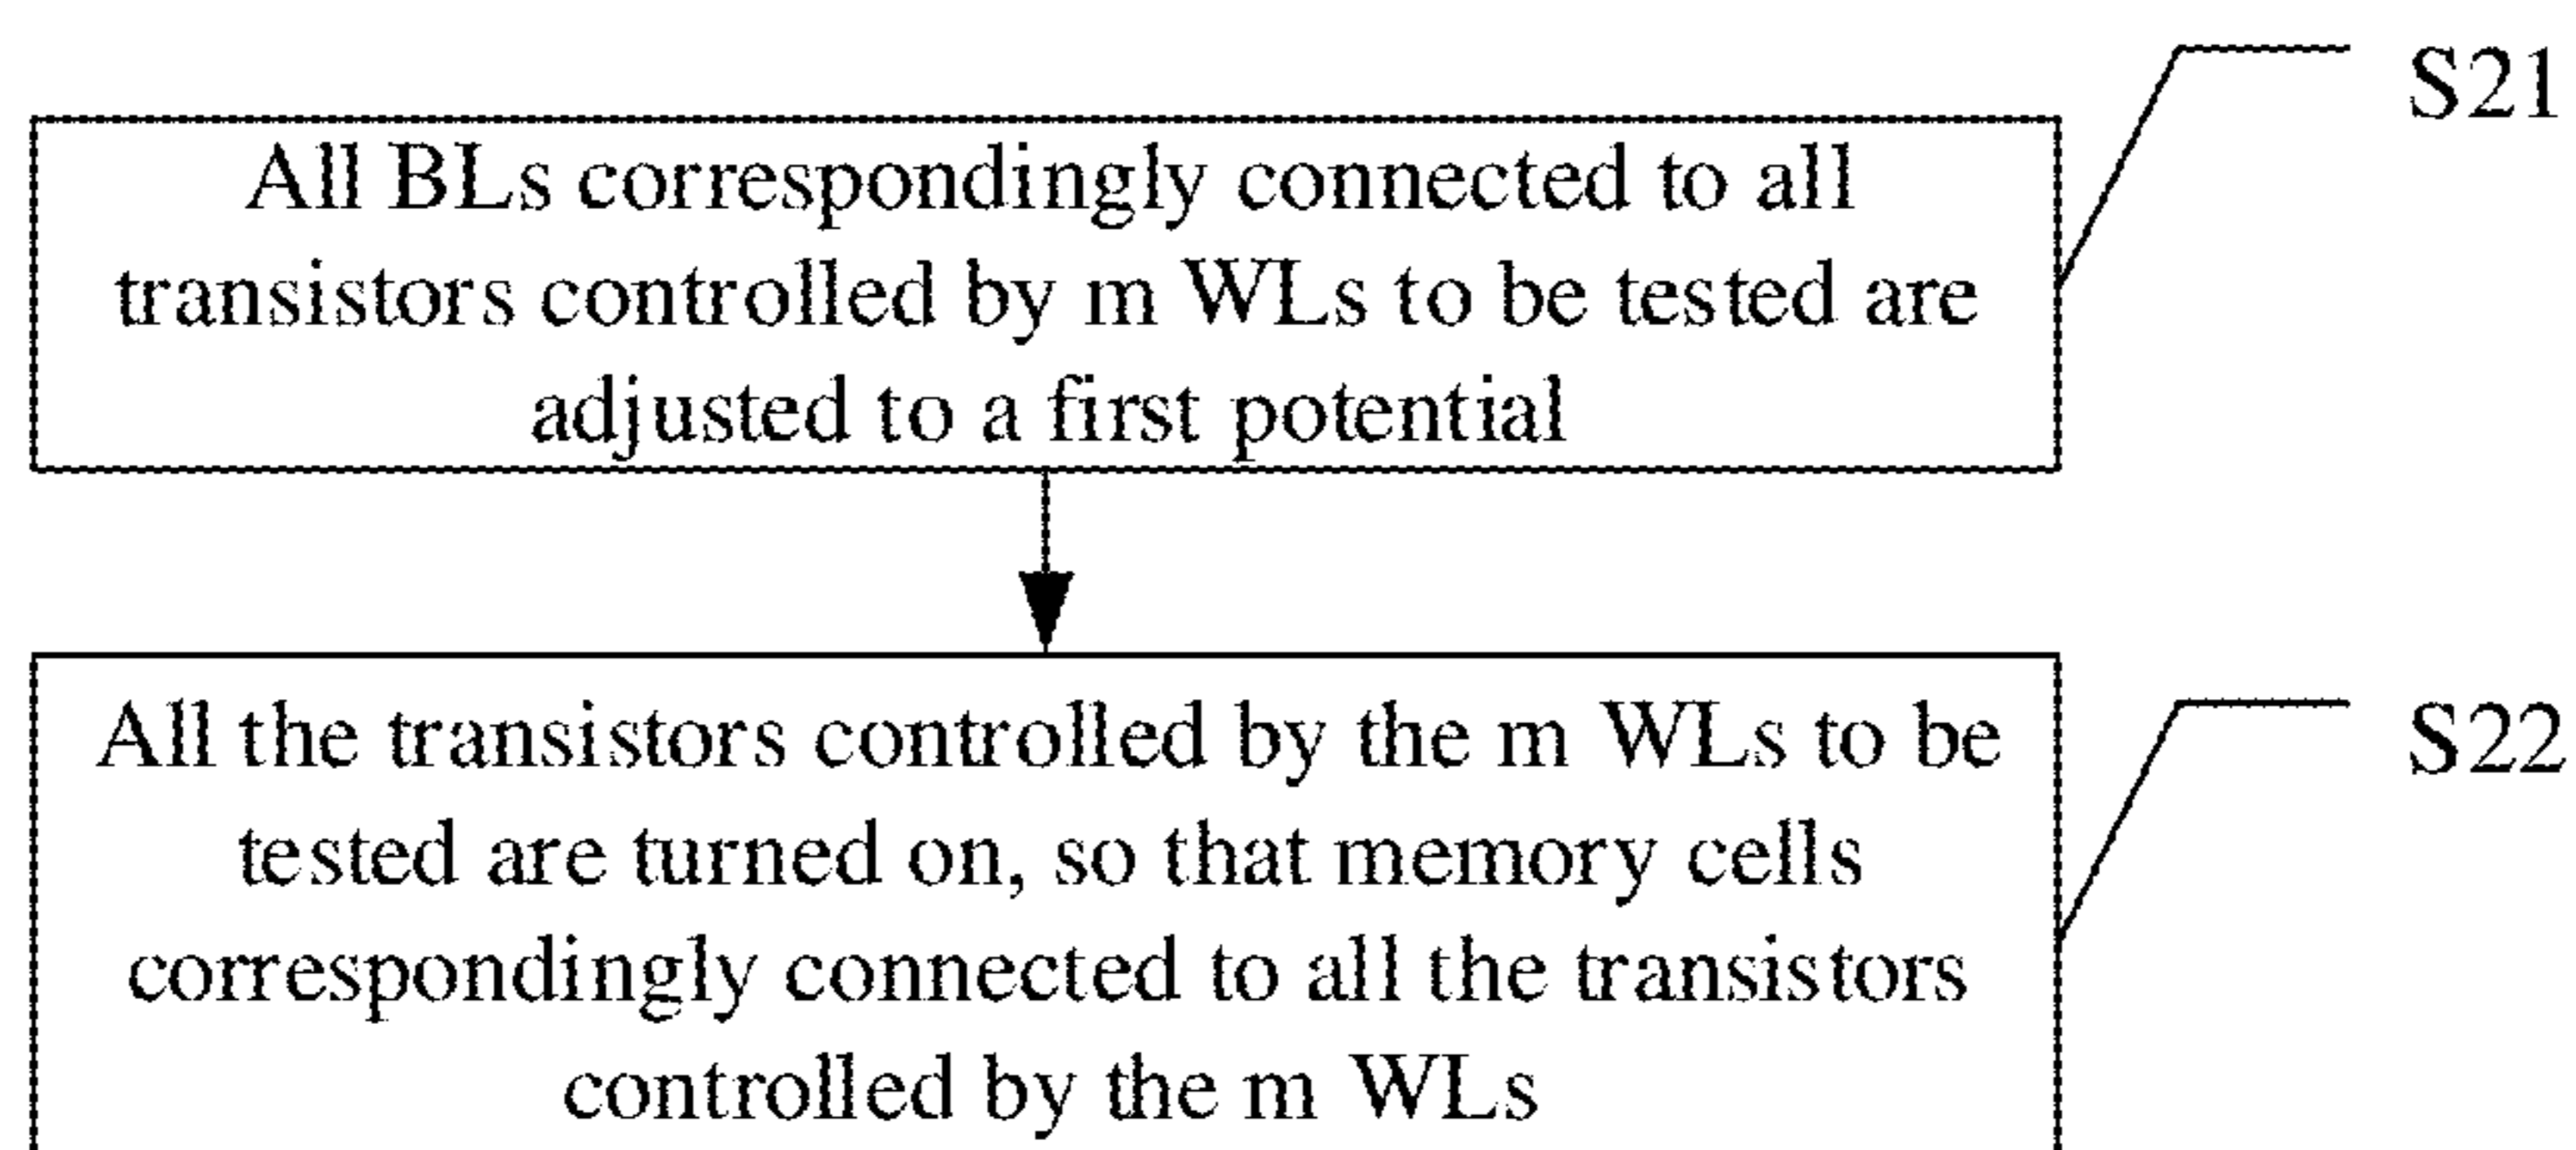 S21
All BLs correspondingly connected to all
transistors controlled by m WLs to be tested are
adjusted to a first potential
S22
All the transistors controlled by the m WLs to be
tested are turned on, so that memory cells
correspondingly connected to all the transistors
controlled by the m WLs